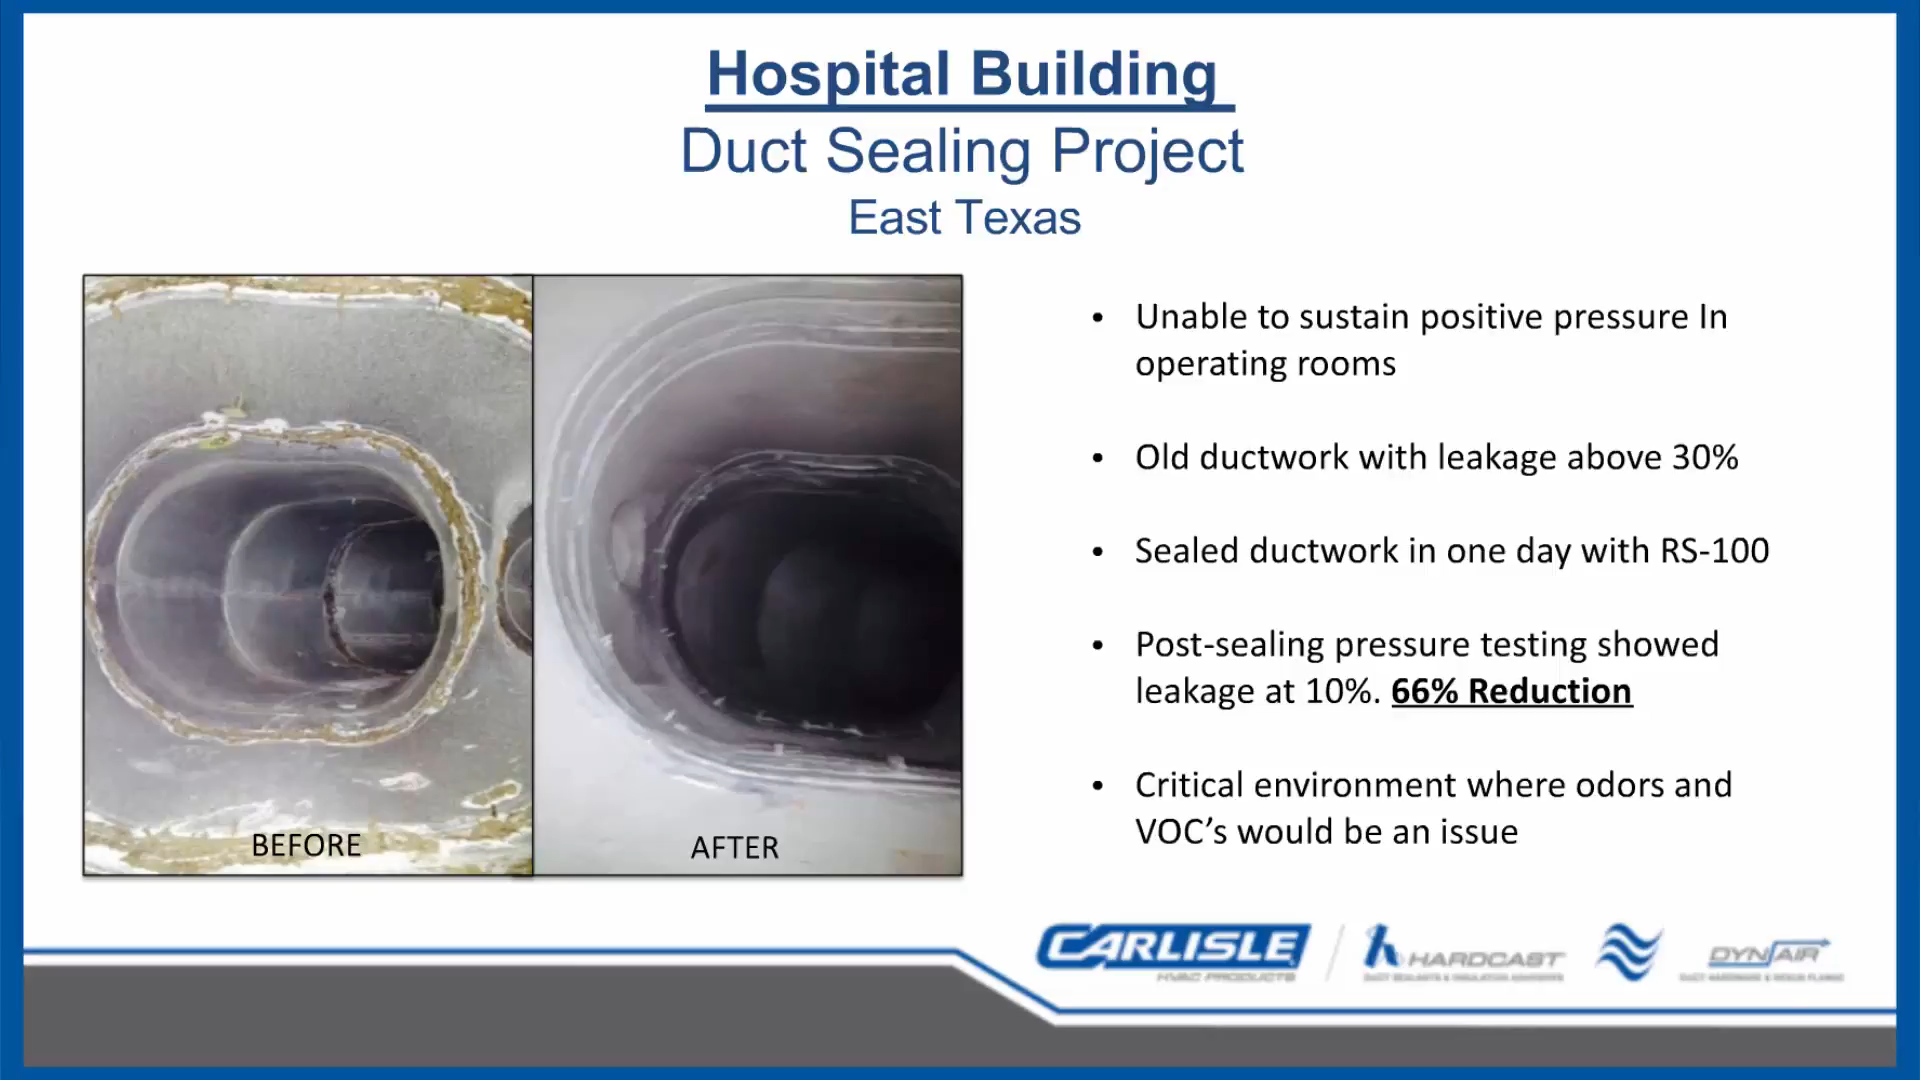 Hospital Building
Duct Sealing Project
East Texas
• Unable to sustain positive pressure In
operating rooms
• Old ductwork with leakage above 30%
• Sealed ductwork in one day with RS-100
• Post-sealing pressure testing showed
leakage at 10%. 66% Reduction
• Critical environment where odors and
VOC’s would be an issue
BEFORE
AFTER
CARLISLE
HVAC PRODUCTS
HARDCAST
DYNAIR